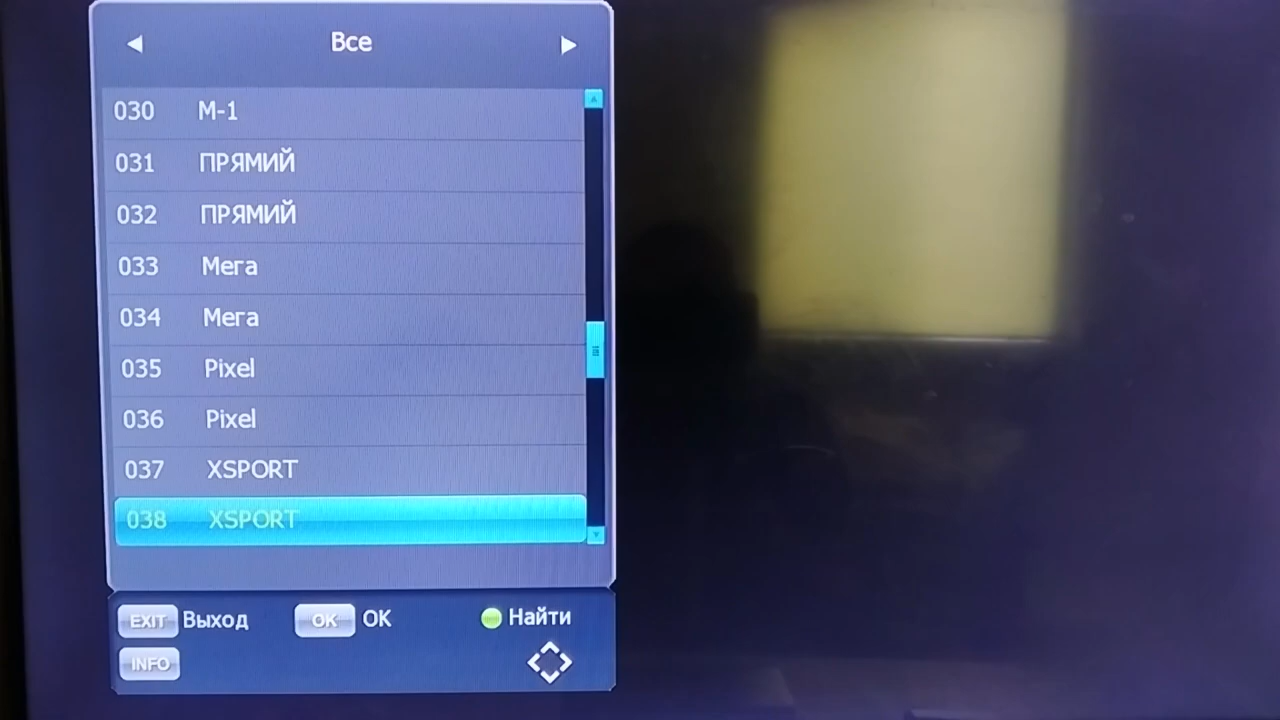 Все
030 М-1
031 ПРЯМИЙ
032 ПРЯМИЙ
033 Мега
034 Мега
035 Pixel
036 Pixel
037 XSPORT
038 XSPORT
EXIT Выход OK OK Найти
INFO